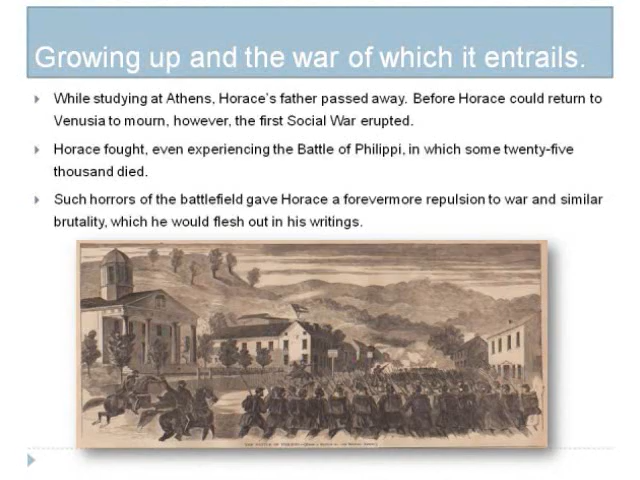 Growing up and the war of which it entrails.
While studying at Athens, Horace's father passed away. Before Horace could return to
Venusia to mourn, however, the first Social War erupted.
Horace fought, even experiencing the Battle of Philippi, in which some twenty-five
thousand died.
Such horrors of the battlefield gave Horace a forevermore repulsion to war and similar
brutality, which he would flesh out in his writings.